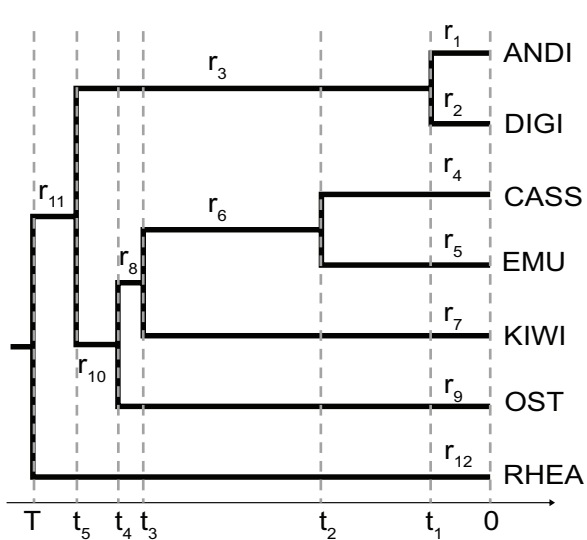 r1 ANDI
r3
r2 DIGI
r4 CASS
r11
r6
r5 EMU
r8
r7 KIWI
r10
r9 OST
r12 RHEA
T t5 t4 t3 t2 t1 0